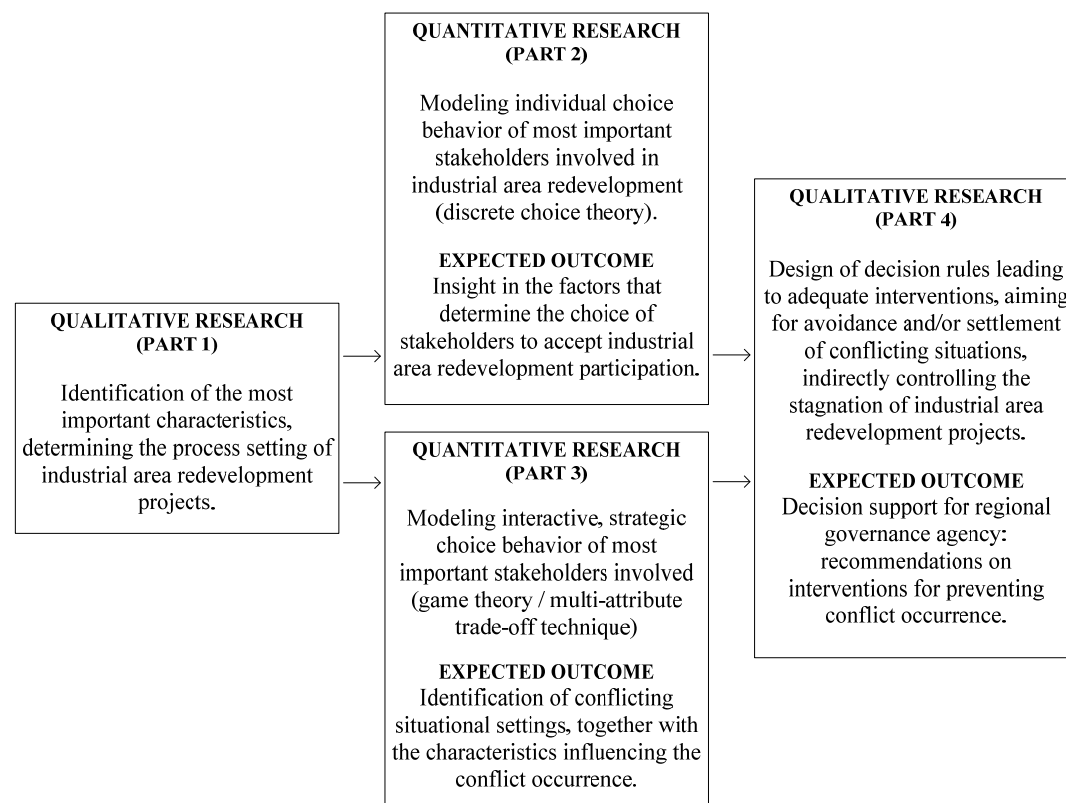 QUALITATIVE RESEARCH
(PART 1)
Identification of the most
important characteristics,
determining the process setting of
industrial area redevelopment
projects.
QUANTITATIVE RESEARCH
(PART 2)
Modeling individual choice
behavior of most important
stakeholders involved in
industrial area redevelopment
(discrete choice theory).
EXPECTED OUTCOME
Insight in the factors that
determine the choice of
stakeholders to accept industrial
area redevelopment participation.
QUANTITATIVE RESEARCH
(PART 3)
Modeling interactive, strategic
choice behavior of most
important stakeholders involved
(game theory / multi-attribute
trade-off technique)
EXPECTED OUTCOME
Identification of conflicting
situational settings, together with
the characteristics influencing the
conflict occurrence.
QUALITATIVE RESEARCH
(PART 4)
Design of decision rules leading
to adequate interventions, aiming
for avoidance and/or settlement
of conflicting situations,
indirectly controlling the
stagnation of industrial area
redevelopment projects.
EXPECTED OUTCOME
Decision support for regional
governance agency:
recommendations on
interventions for preventing
conflict occurrence.